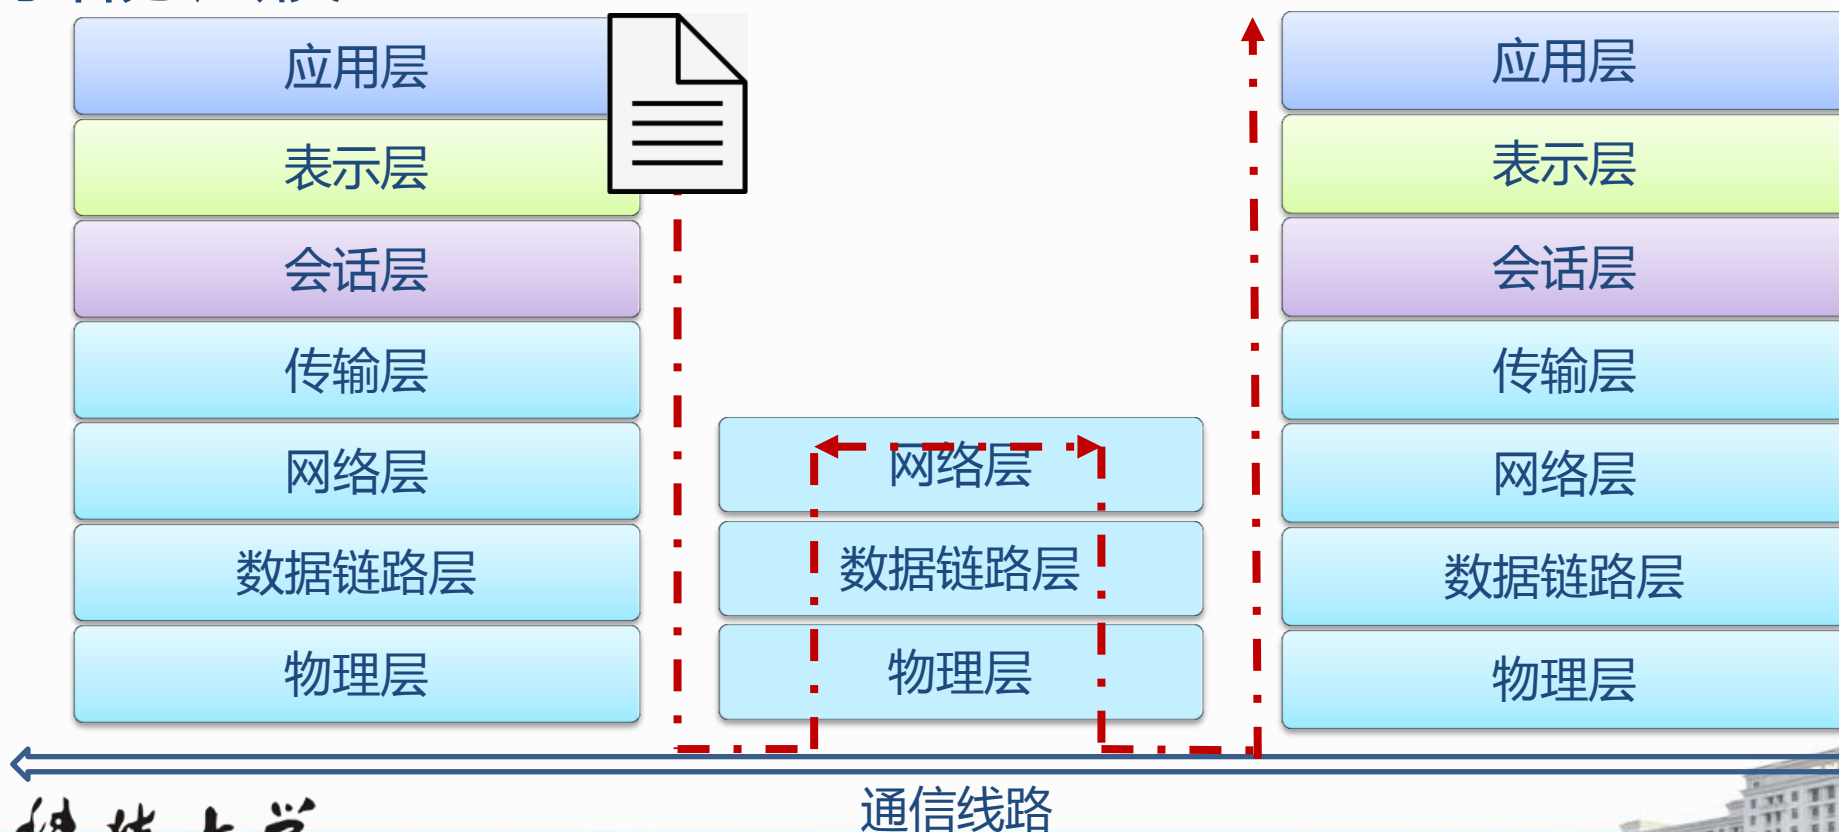 应用层
表示层
会话层
传输层
网络层
数据链路层
物理层
网络层
数据链路层
物理层
应用层
表示层
会话层
传输层
网络层
数据链路层
物理层
通信线路